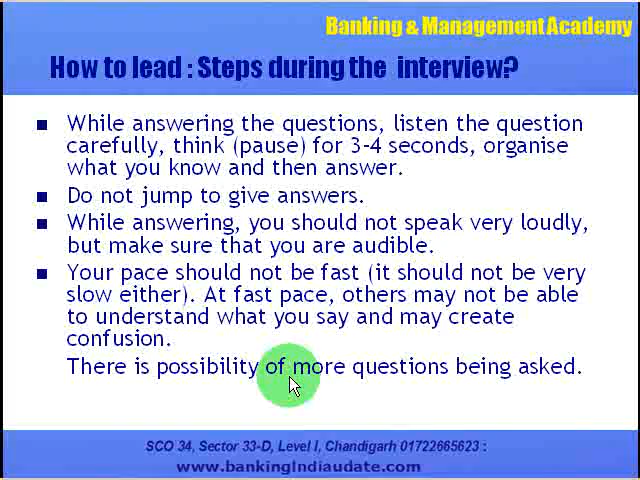 Banking & Management Academy
How to lead : Steps during the interview?
While answering the questions, listen the question
carefully, think (pause) for 3-4 seconds, organise
what you know and then answer.
Do not jump to give answers.
While answering, you should not speak very loudly,
but make sure that you are audible.
Your pace should not be fast (it should not be very
slow either). At fast pace, others may not be able
to understand what you say and may create
confusion.
There is possibility of more questions being asked.
SCO 34, Sector 33-D, Level I, Chandigarh 01722665623 :
www.bankingIndiaudate.com